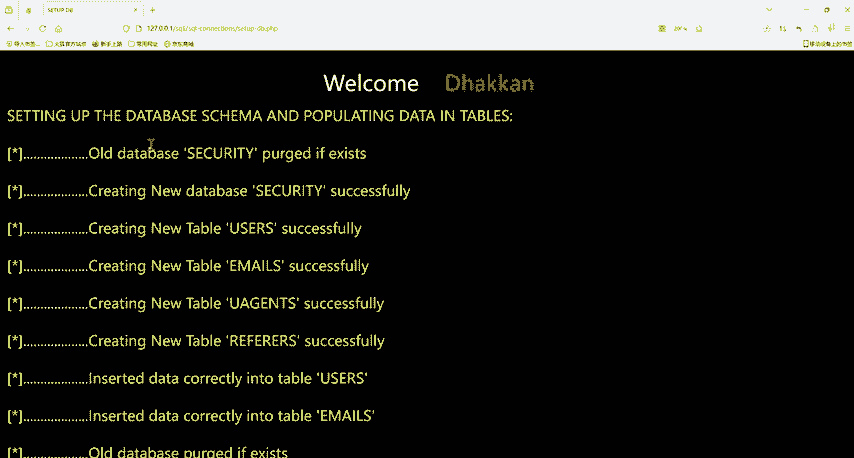 SETUP DB
127.0.0.1/sqli/sql-connections/setup-db.php
Welcome Dhakkan
SETTING UP THE DATABASE SCHEMA AND POPULATING DATA IN TABLES:
[*]...................Old database 'SECURITY' purged if exists
[*]...................Creating New database 'SECURITY' successfully
[*]...................Creating New Table 'USERS' successfully
[*]...................Creating New Table 'EMAILS' successfully
[*]...................Creating New Table 'UAGENTS' successfully
[*]...................Creating New Table 'REFERERS' successfully
[*]...................Inserted data correctly into table 'USERS'
[*]...................Inserted data correctly into table 'EMAILS'
[*]...................Old database purged if exists